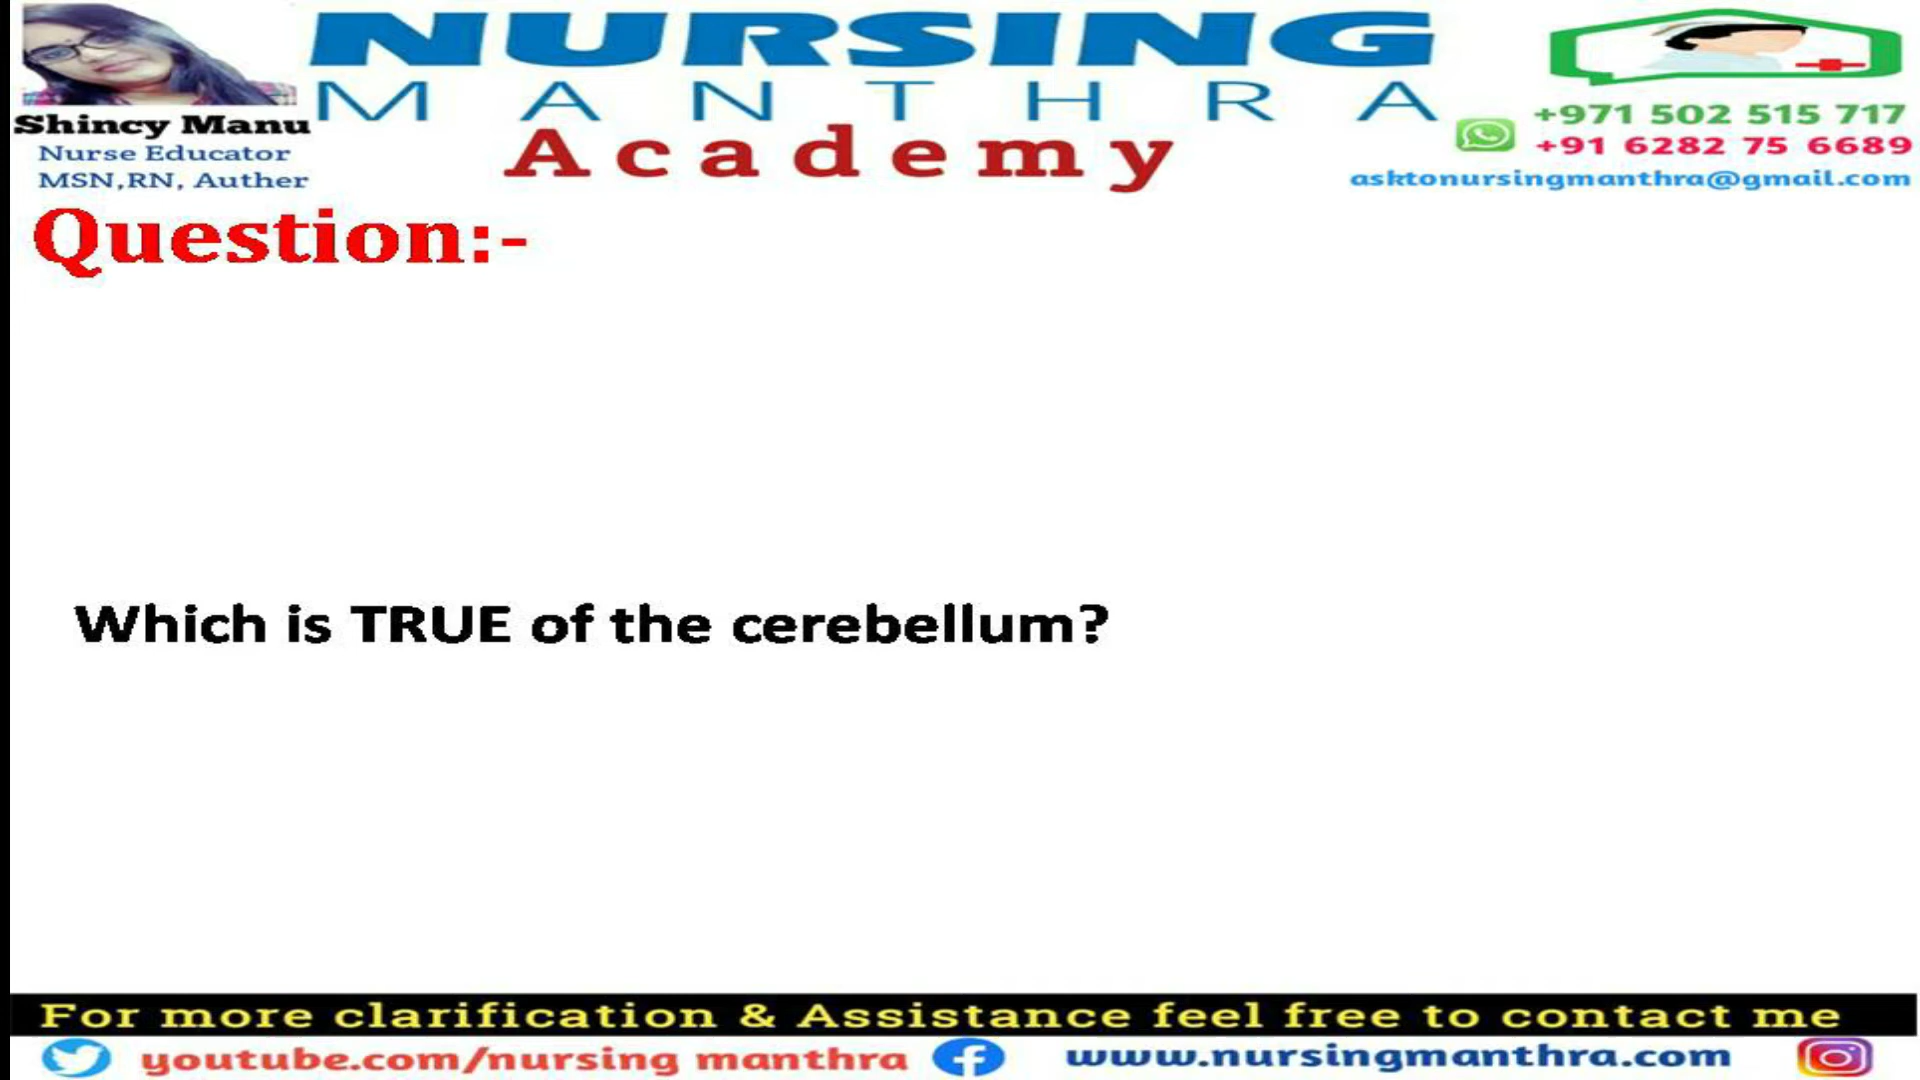 NURSING
MANTHRA
Academy
Shincy Manu
Nurse Educator
MSN,RN, Auther
+971 502 515 717
+91 6282 75 6689
asktonursingmanthra@gmail.com
Question:-
Which is TRUE of the cerebellum?
For more clarification & Assistance feel free to contact me
youtube.com/nursing manthra
www.nursingmanthra.com